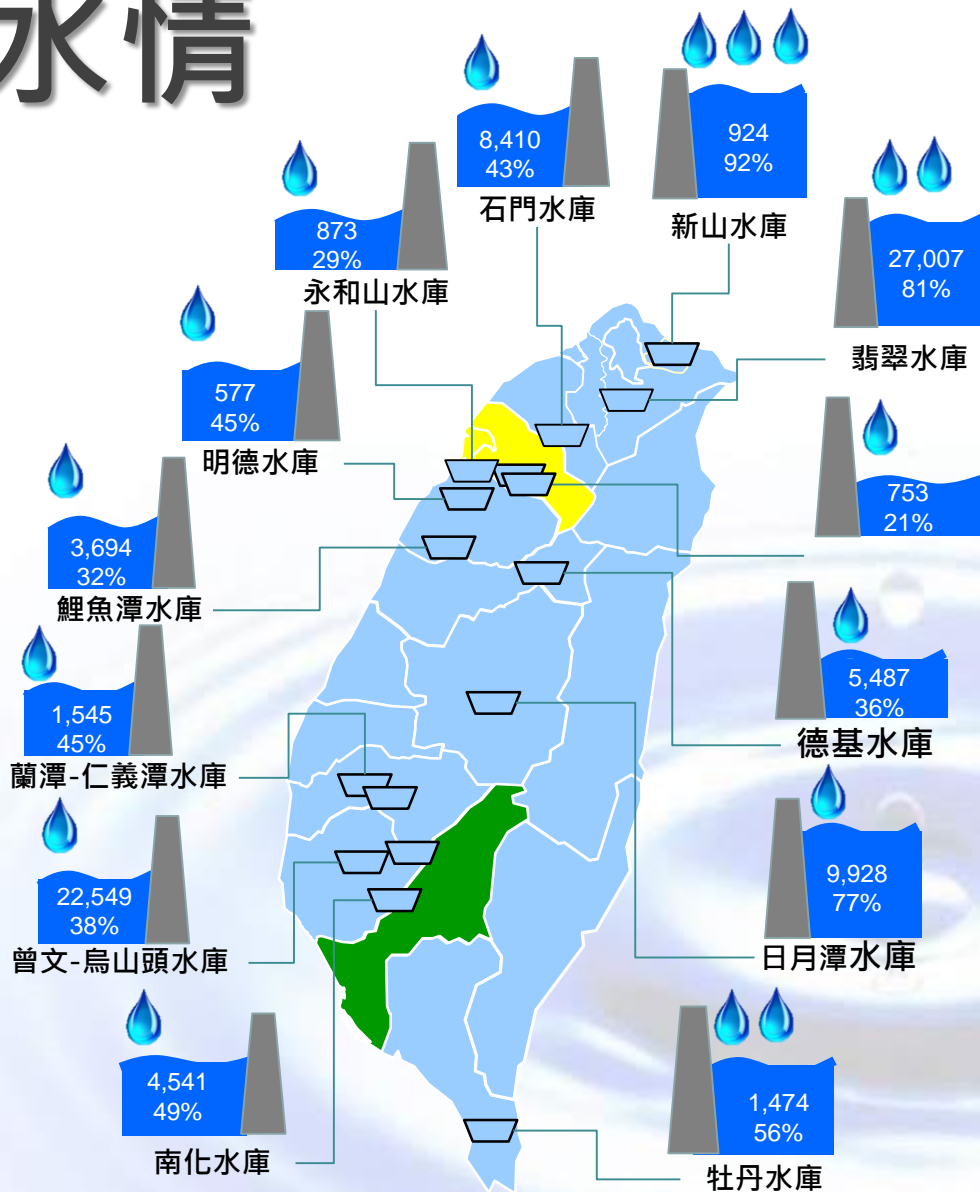 水情
8,410
43%
石門水庫
924
92%
新山水庫
873
29%
永和山水庫
27,007
81%
翡翠水庫
577
45%
明德水庫
753
21%
3,694
32%
鯉魚潭水庫
5,487
36%
德基水庫
1,545
45%
蘭潭-仁義潭水庫
9,928
77%
日月潭水庫
22,549
38%
曾文-烏山頭水庫
4,541
49%
南化水庫
1,474
56%
牡丹水庫